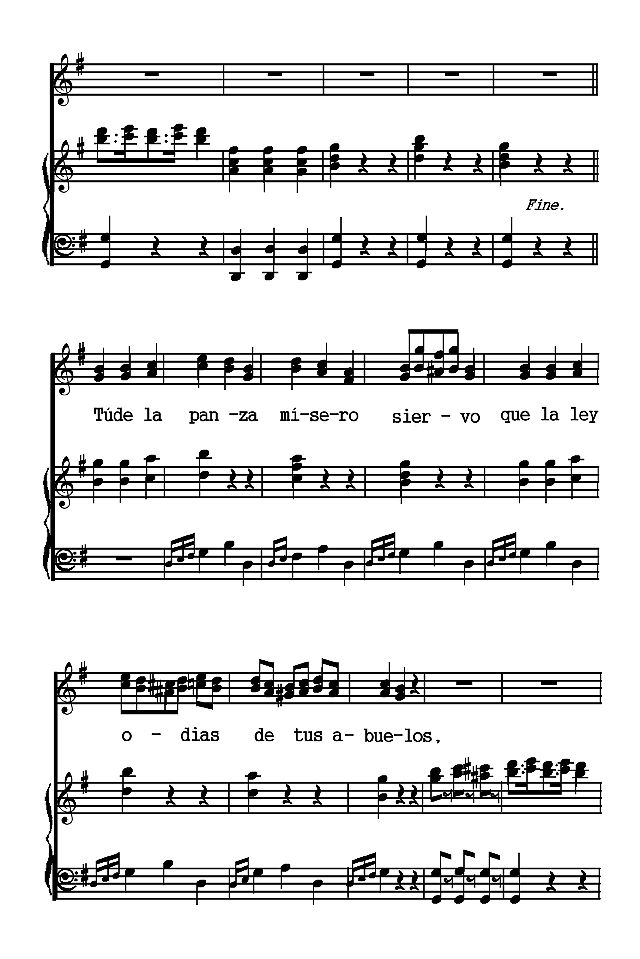 Fine.
Túde la pan-za mí-se-ro sier-vo que la ley
o-dias de tus a-bue-los,